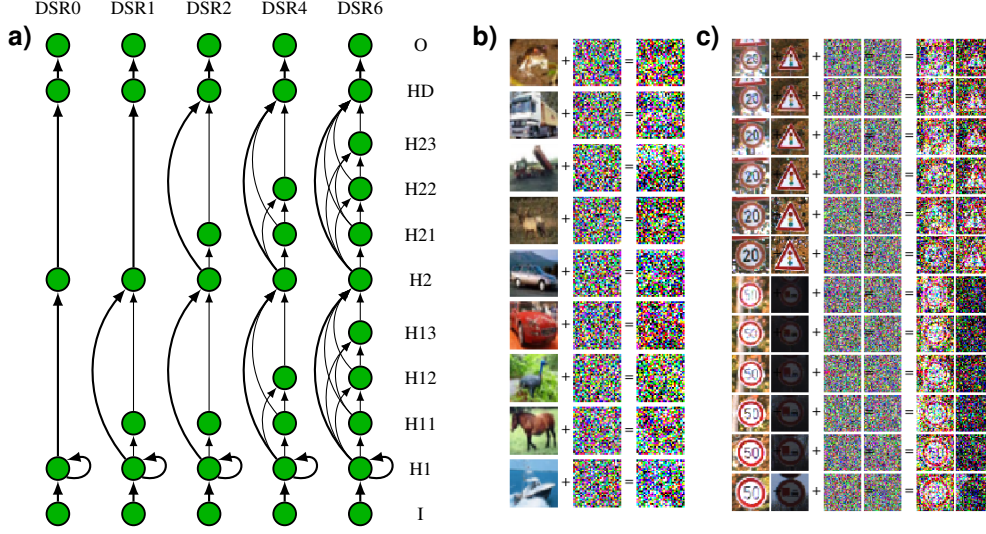 DSR0 DSR1 DSR2 DSR4 DSR6
a)
O
HD
H23
H22
H21
H2
H13
H12
H11
H1
I
b)
+ =
+ =
+ =
+ =
+ =
+ =
+ =
+ =
+ =
c)
20 + =
20 + =
20 + =
20 + =
20 + =
20 + =
50 + =
50 + =
50 + =
50 + =
50 + =
50 + =